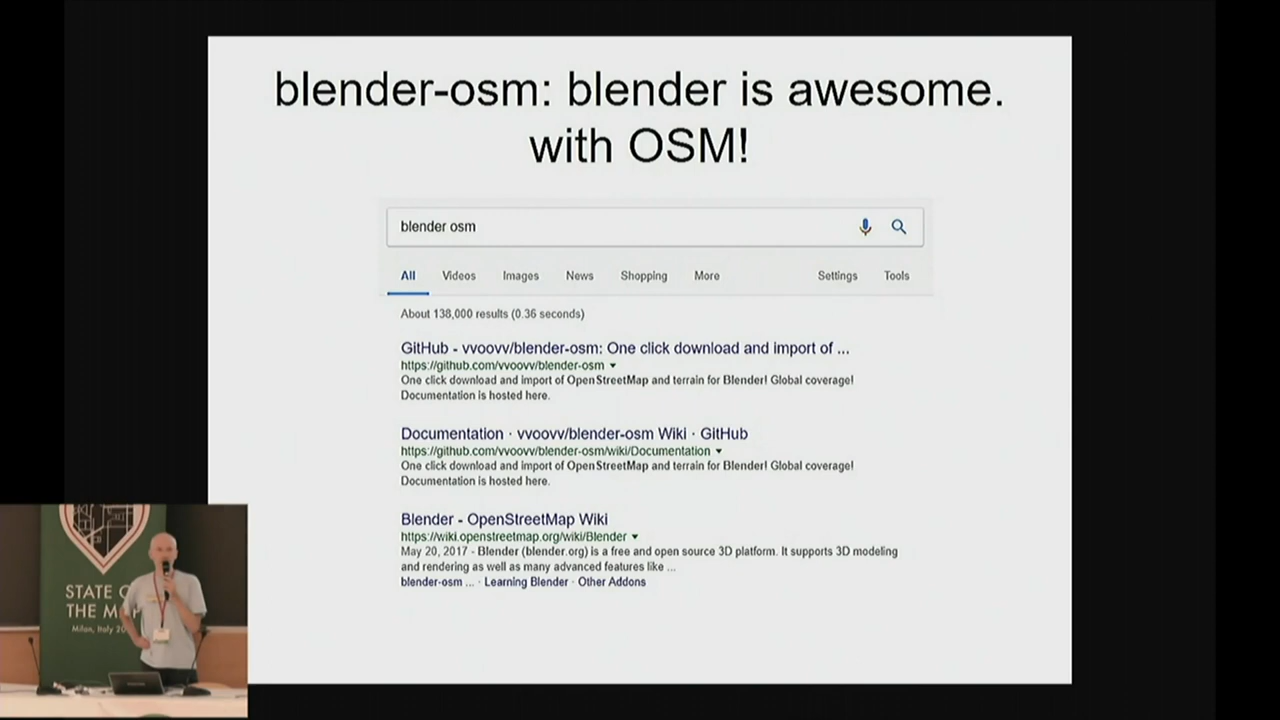 blender-osm: blender is awesome.
with OSM!
blender osm
All Videos Images News Shopping More Settings Tools
About 138,000 results (0.36 seconds)
GitHub - vvoovv/blender-osm: One click download and import of ...
https://github.com/vvoovv/blender-osm
One click download and import of OpenStreetMap and terrain for Blender! Global coverage!
Documentation is hosted here.
Documentation · vvoovv/blender-osm Wiki · GitHub
https://github.com/vvoovv/blender-osm/wiki/Documentation
One click download and import of OpenStreetMap and terrain for Blender! Global coverage!
Documentation is hosted here.
Blender - OpenStreetMap Wiki
https://wiki.openstreetmap.org/wiki/Blender
May 20, 2017 - Blender (blender.org) is a free and open source 3D platform. It supports 3D modeling
and rendering as well as many advanced features like ...
blender-osm ... · Learning Blender · Other Addons
STATE
THE
Milan, Italy